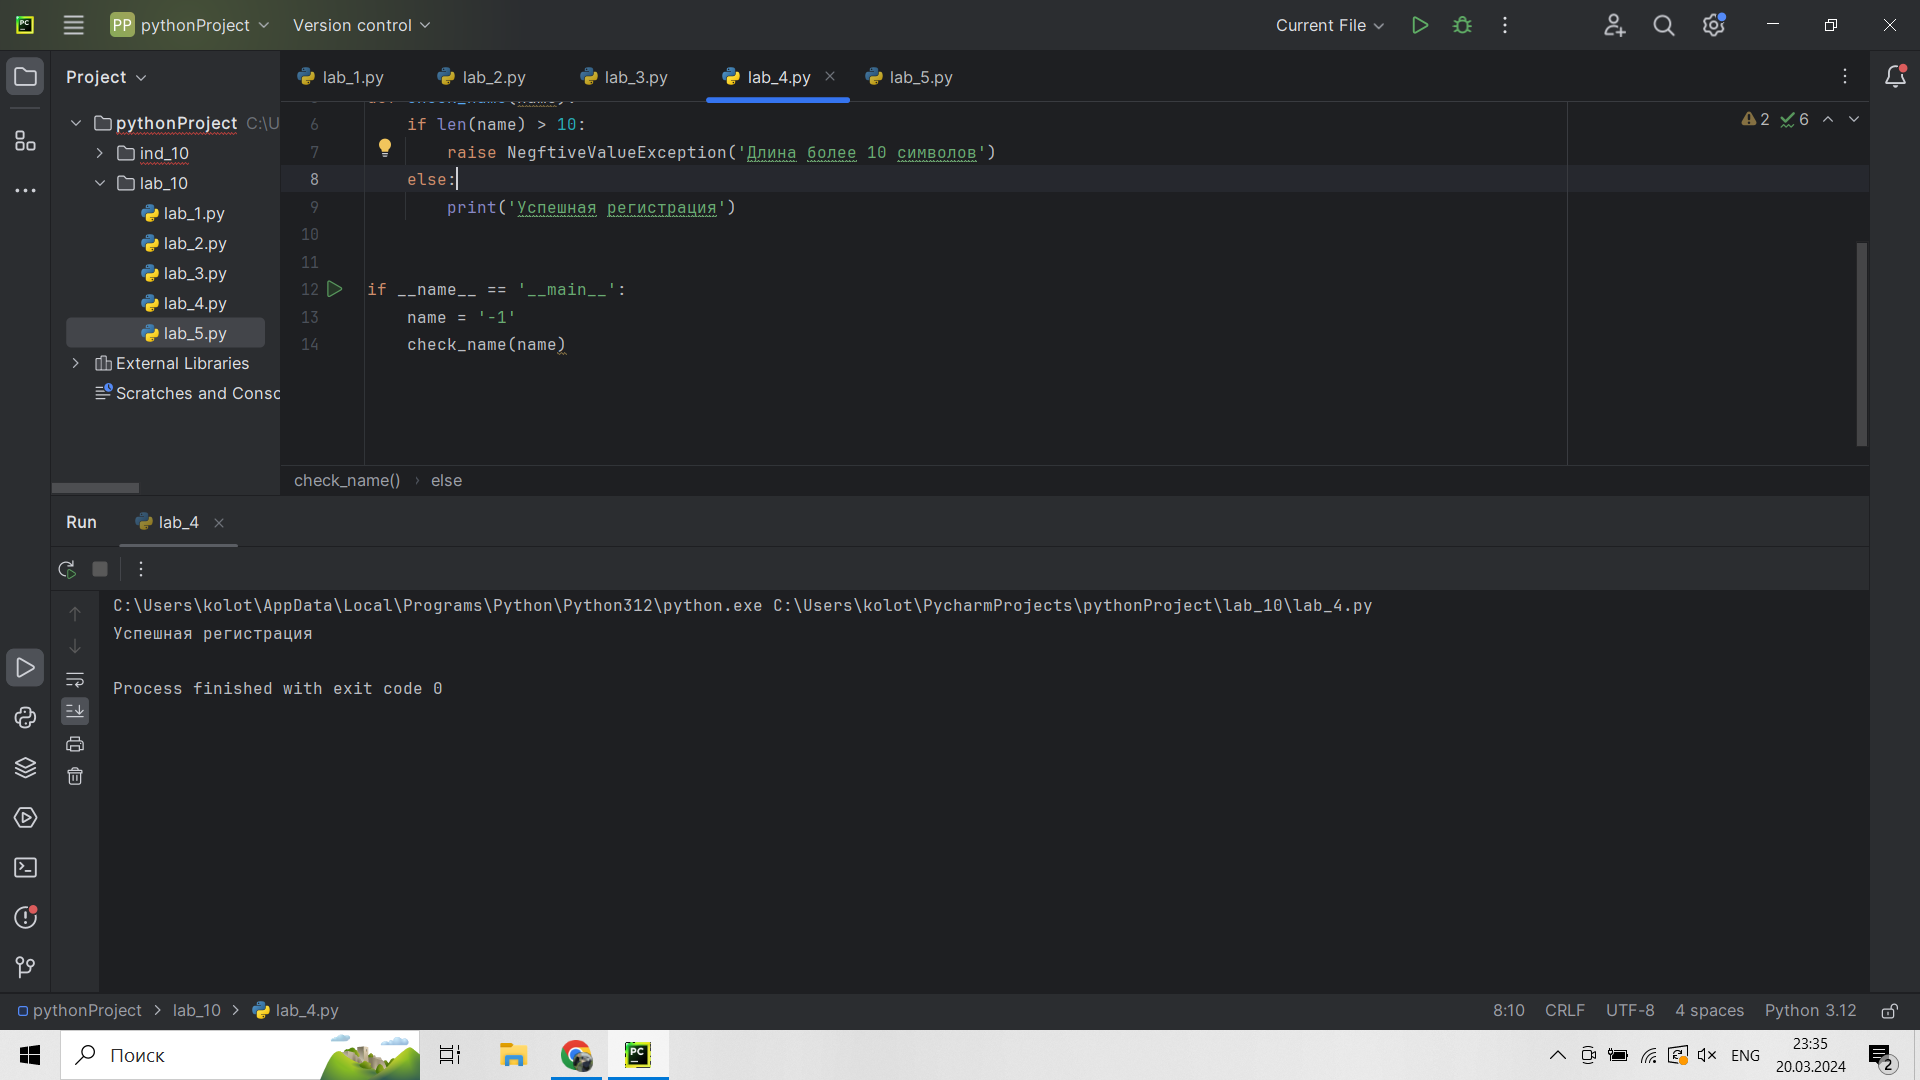 PC
PP pythonProject
Version control
Current File
Project
lab_1.py
lab_2.py
lab_3.py
lab_4.py
lab_5.py
pythonProject C:\U
ind_10
lab_10
lab_1.py
lab_2.py
lab_3.py
lab_4.py
lab_5.py
External Libraries
Scratches and Consc
6 if len(name) > 10:
7 raise NegftiveValueException('Длина более 10 символов')
8 else:
9 print('Успешная регистрация')
10
11
12 if __name__ == '__main__':
13 name = '-1'
14 check_name(name)
2 6
check_name() › else
Run
lab_4
C:\Users\kolot\AppData\Local\Programs\Python\Python312\python.exe C:\Users\kolot\PycharmProjects\pythonProject\lab_10\lab_4.py
Успешная регистрация
Process finished with exit code 0
pythonProject > lab_10 > lab_4.py
8:10 CRLF UTF-8 4 spaces Python 3.12
Поиск
PC
ENG
23:35
20.03.2024
2